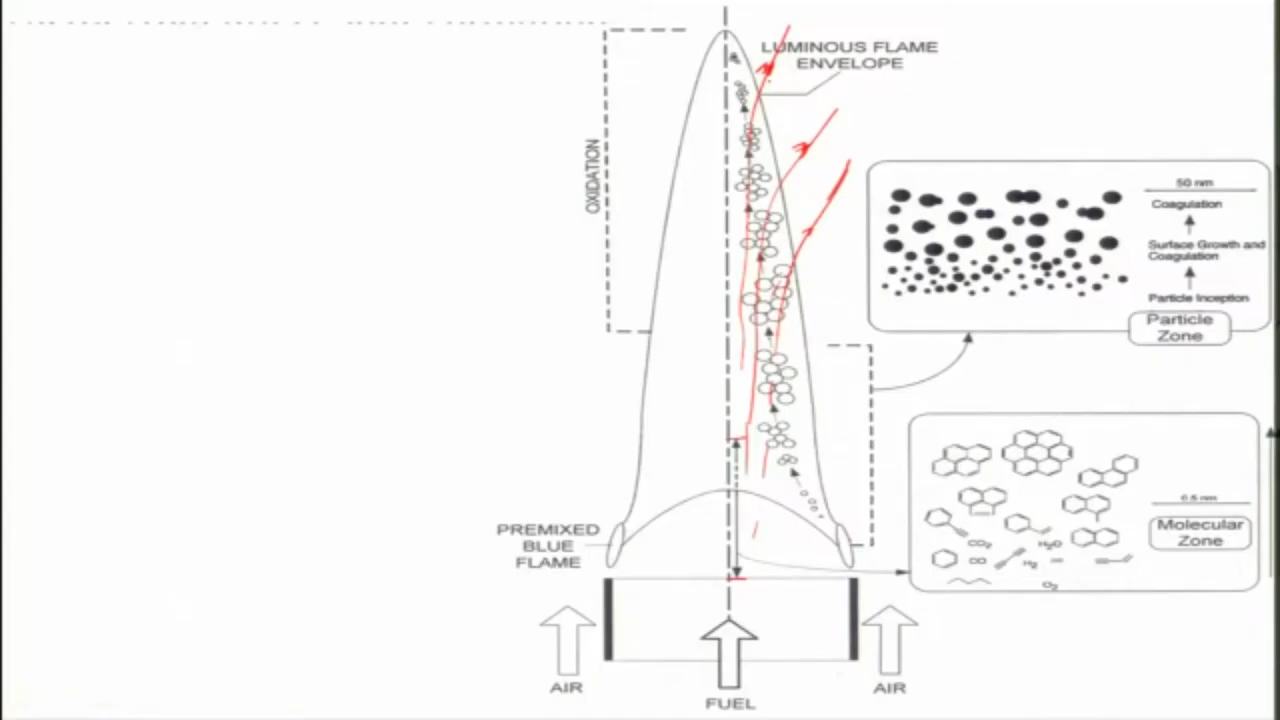 LUMINOUS FLAME
ENVELOPE
OXIDATION
50 nm
Coagulation
Surface Growth and
Coagulation
Particle Inception
Particle
Zone
PREMIXED
BLUE
FLAME
0.5 nm
Molecular
Zone
CO₂
H₂O
CO
H₂
O₂
AIR
FUEL
AIR